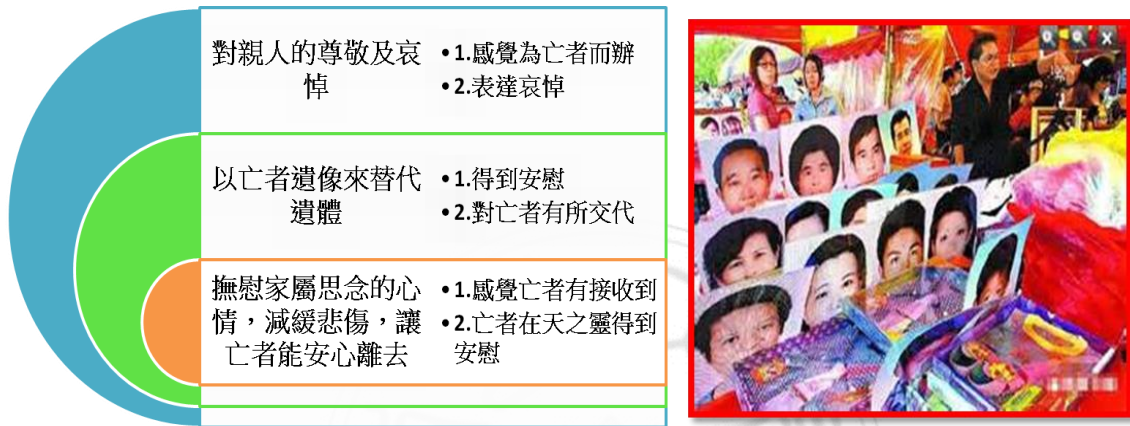 對親人的尊敬及哀
悼
• 1.感覺為亡者而辦
• 2.表達哀悼
以亡者遺像來替代
遺體
• 1.得到安慰
• 2.對亡者有所交代
撫慰家屬思念的心
情，減緩悲傷，讓
亡者能安心離去
• 1.感覺亡者有接收到
• 2.亡者在天之靈得到
安慰